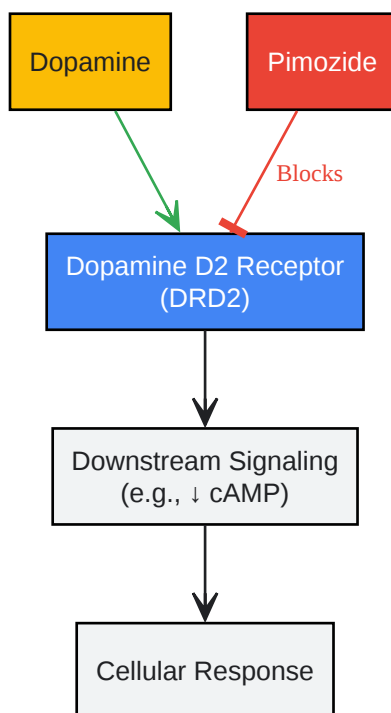 Dopamine
Pimozide
Blocks
Dopamine D2 Receptor
(DRD2)
Downstream Signaling
(e.g., ↓ cAMP)
Cellular Response